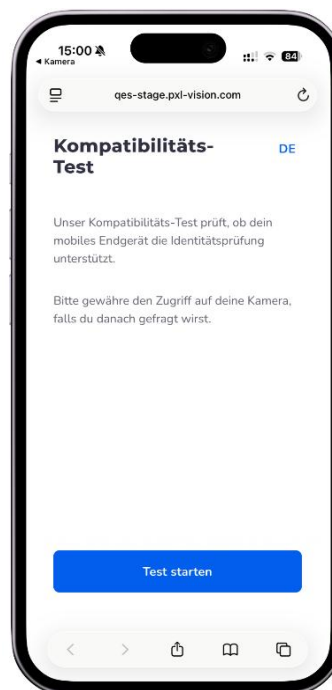 15:00
◀ Kamera
84
qes-stage.pxl-vision.com
Kompatibilitäts-
Test
DE
Unser Kompatibilitäts-Test prüft, ob dein
mobiles Endgerät die Identitätsprüfung
unterstützt.
Bitte gewähre den Zugriff auf deine Kamera,
falls du danach gefragt wirst.
Test starten